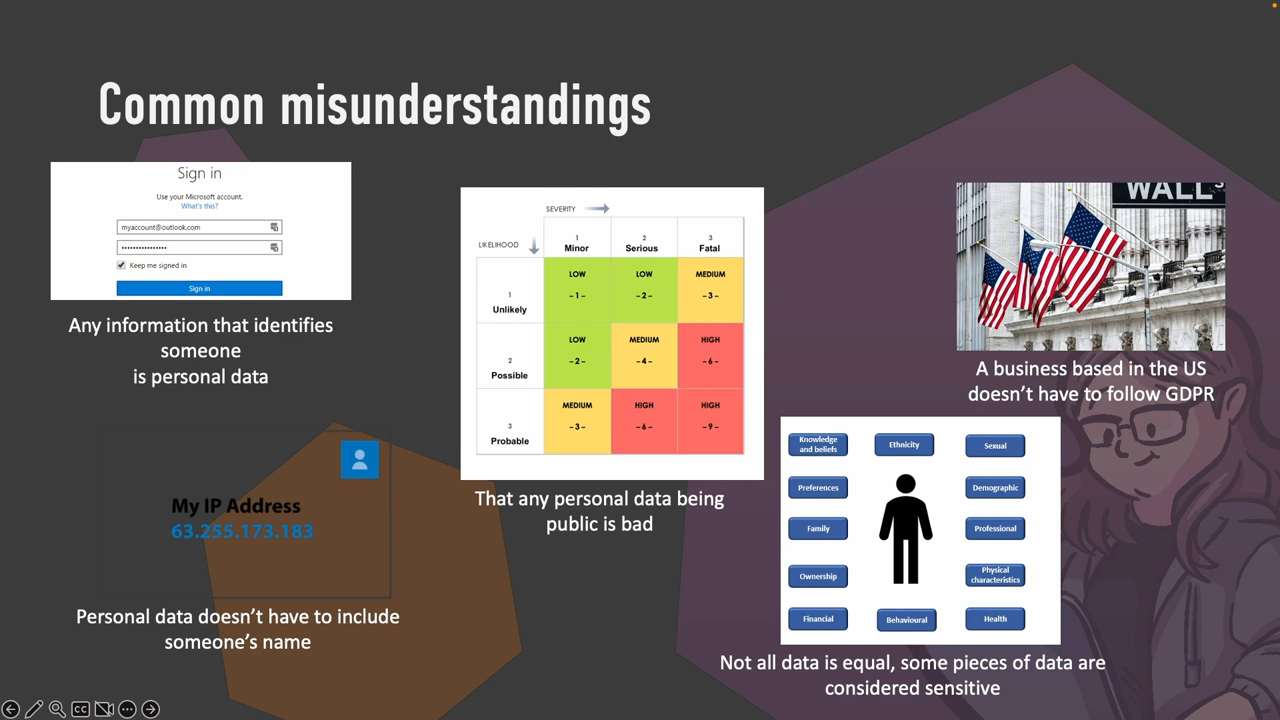 Common misunderstandings
Sign in
Use your Microsoft account.
What's this?
myaccount@outlook.com
••••••••••••••••
Keep me signed in
Sign in
Any information that identifies
someone
is personal data
My IP Address
63.255.173.183
Personal data doesn't have to include
someone's name
SEVERITY
LIKELIHOOD
1
Minor
2
Serious
3
Fatal
1
Unlikely
LOW
– 1 –
LOW
– 2 –
MEDIUM
– 3 –
2
Possible
LOW
– 2 –
MEDIUM
– 4 –
HIGH
– 6 –
3
Probable
MEDIUM
– 3 –
HIGH
– 6 –
HIGH
– 9 –
That any personal data being
public is bad
WALL S
A business based in the US
doesn't have to follow GDPR
Knowledge
and beliefs
Ethnicity
Sexual
Preferences
Demographic
Family
Professional
Ownership
Physical
characteristics
Financial
Behavioural
Health
Not all data is equal, some pieces of data are
considered sensitive
CC